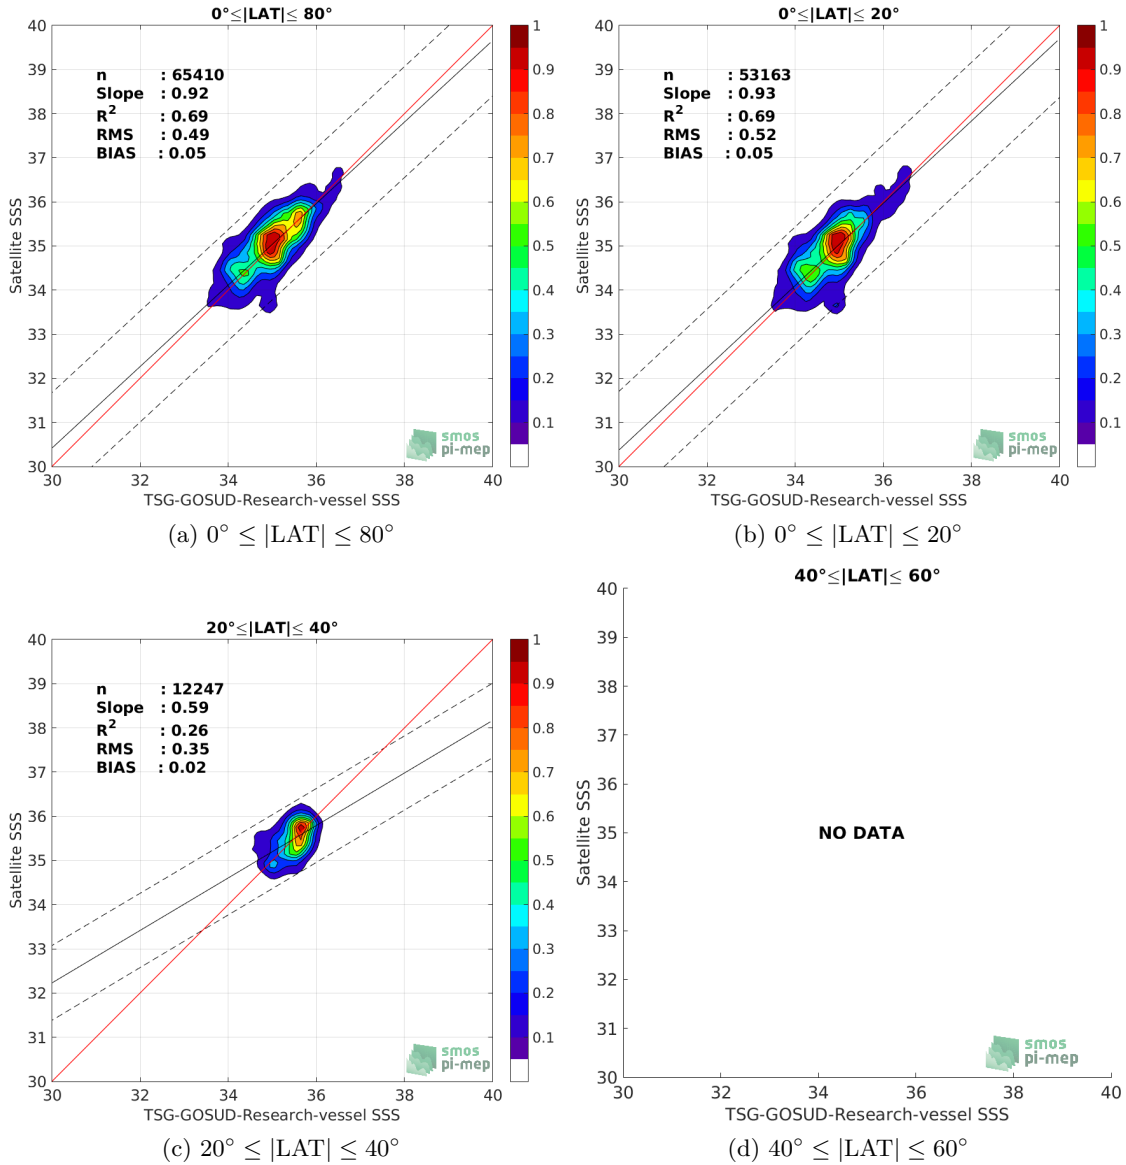 0°≤|LAT|≤ 80°
40
39
38
37
36
35
34
33
32
31
30
Satellite SSS
n : 65410
Slope : 0.92
R² : 0.69
RMS : 0.49
BIAS : 0.05
1
0.9
0.8
0.7
0.6
0.5
0.4
0.3
0.2
0.1
smos
pi-mep
30 32 34 36 38 40
TSG-GOSUD-Research-vessel SSS
(a) 0° ≤ |LAT| ≤ 80°
0°≤|LAT|≤ 20°
40
39
38
37
36
35
34
33
32
31
30
Satellite SSS
n : 53163
Slope : 0.93
R² : 0.69
RMS : 0.52
BIAS : 0.05
1
0.9
0.8
0.7
0.6
0.5
0.4
0.3
0.2
0.1
smos
pi-mep
30 32 34 36 38 40
TSG-GOSUD-Research-vessel SSS
(b) 0° ≤ |LAT| ≤ 20°
20°≤|LAT|≤ 40°
40
39
38
37
36
35
34
33
32
31
30
Satellite SSS
n : 12247
Slope : 0.59
R² : 0.26
RMS : 0.35
BIAS : 0.02
1
0.9
0.8
0.7
0.6
0.5
0.4
0.3
0.2
0.1
smos
pi-mep
30 32 34 36 38 40
TSG-GOSUD-Research-vessel SSS
(c) 20° ≤ |LAT| ≤ 40°
40°≤|LAT|≤ 60°
40
39
38
37
36
35
34
33
32
31
30
Satellite SSS
NO DATA
smos
pi-mep
30 32 34 36 38 40
TSG-GOSUD-Research-vessel SSS
(d) 40° ≤ |LAT| ≤ 60°